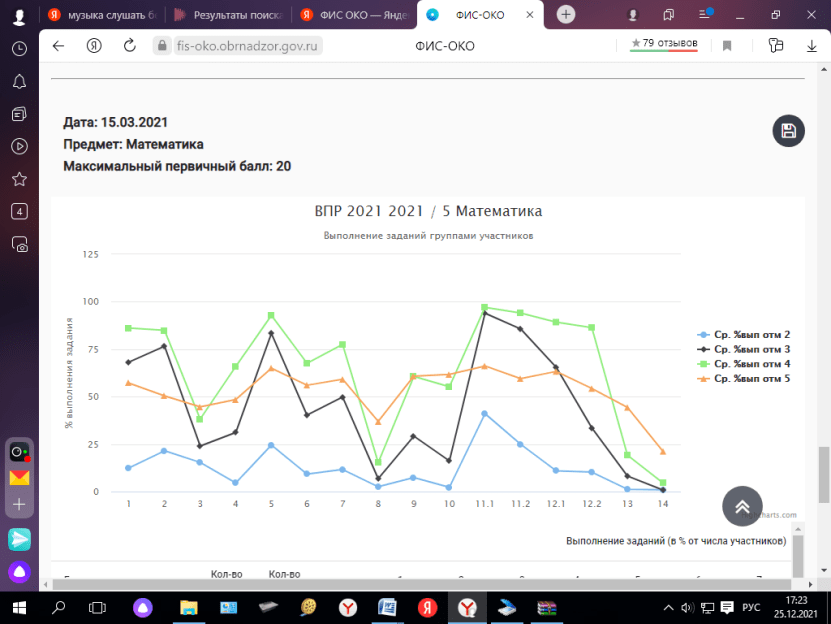 музыка слушать б
Результаты поиск
ФИС ОКО — Янде
ФИС-ОКО
fis-oko.obrnadzor.gov.ru
ФИС-ОКО
79 отзывов
Дата: 15.03.2021
Предмет: Математика
Максимальный первичный балл: 20
ВПР 2021 2021 / 5 Математика
Выполнение заданий группами участников
% выполнения задания
125
100
75
50
25
0
1 2 3 4 5 6 7 8 9 10 11.1 11.2 12.1 12.2 13 14
Ср. %вып отм 2
Ср. %вып отм 3
Ср. %вып отм 4
Ср. %вып отм 5
Выполнение заданий (в % от числа участников)
Кол-во Кол-во
4
РУС
17:23
25.12.2021